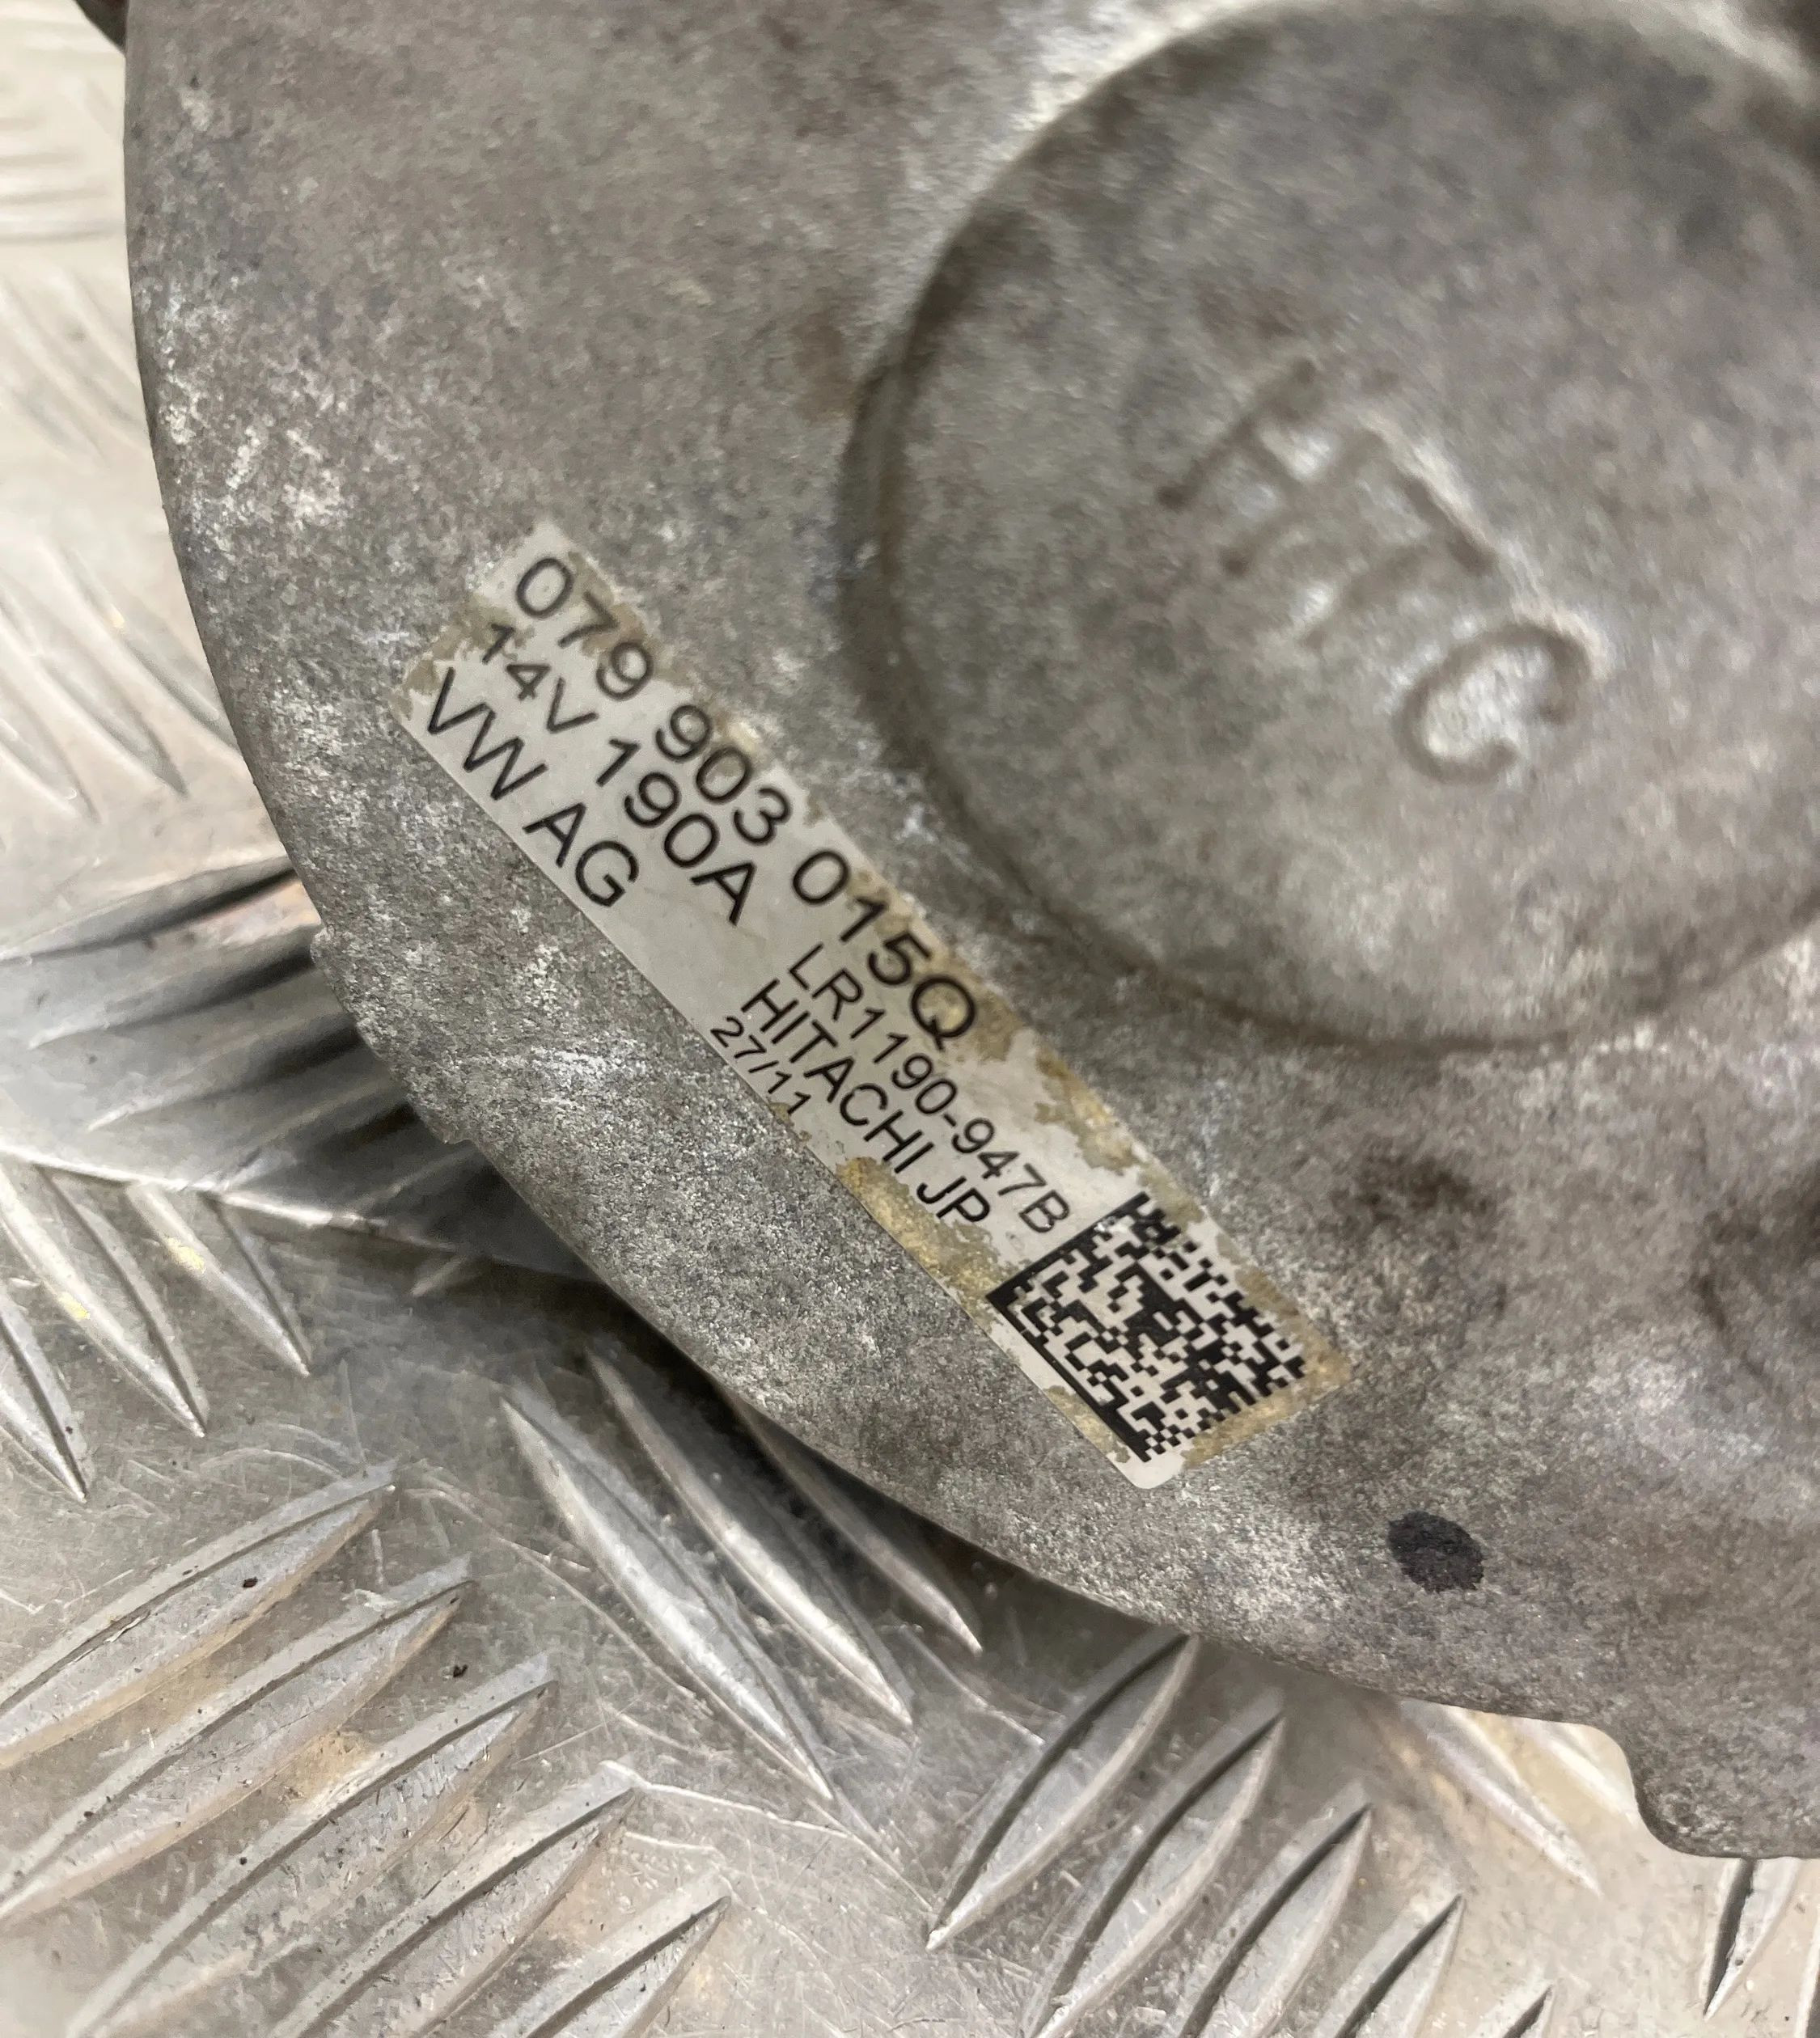 HTC
079 903 015Q
14V 190A LR1190-947B
VW AG HITACHI JP
27/11